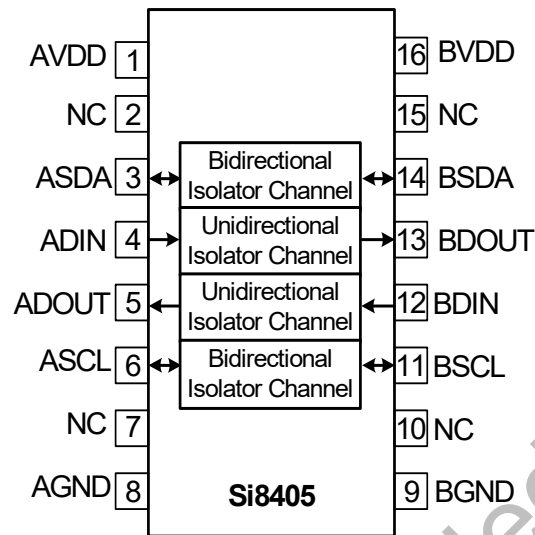 AVDD 1 16 BVDD
NC 2 15 NC
ASDA 3 Bidirectional Isolator Channel 14 BSDA
ADIN 4 Unidirectional Isolator Channel 13 BDOUT
ADOUT 5 Unidirectional Isolator Channel 12 BDIN
ASCL 6 Bidirectional Isolator Channel 11 BSCL
NC 7 10 NC
AGND 8 Si8405 9 BGND